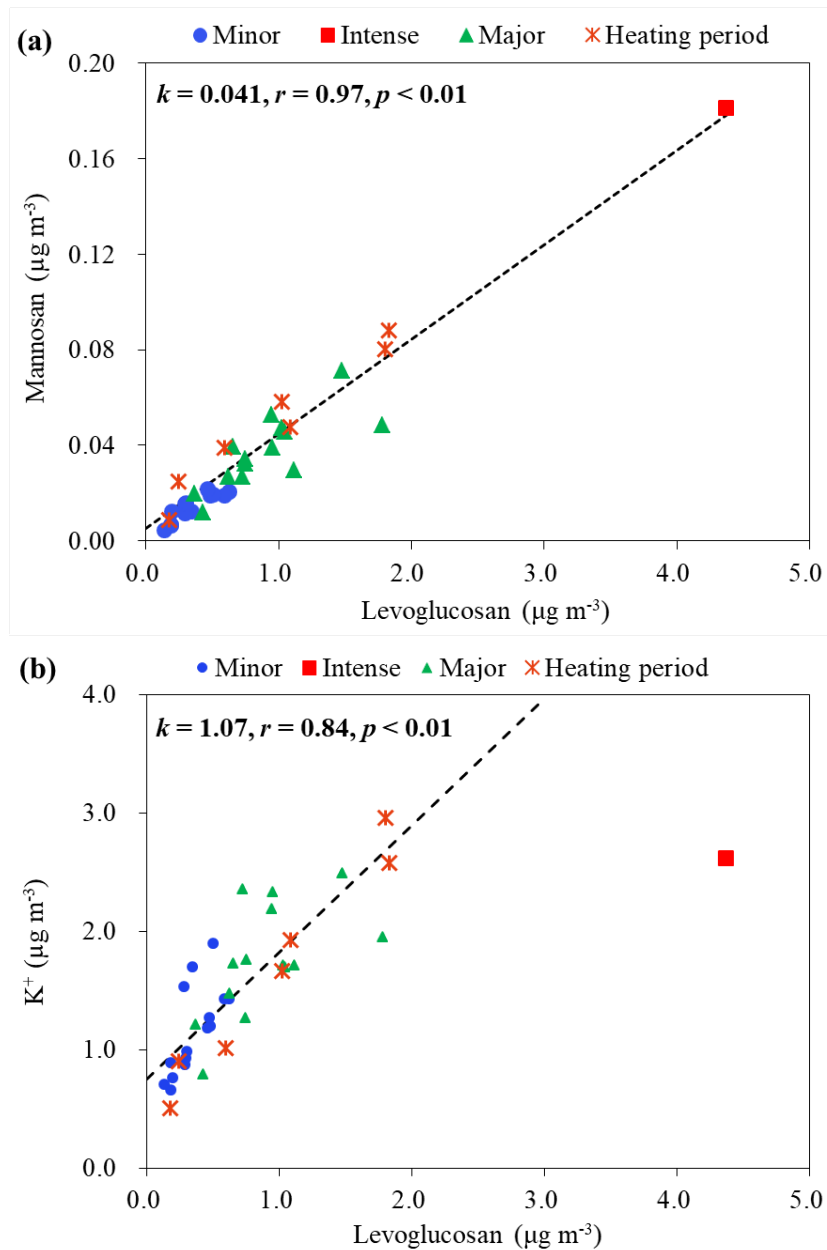 (a)
Minor Intense Major Heating period
k = 0.041, r = 0.97, p < 0.01
0.20
0.16
0.12
0.08
0.04
0.00
Mannosan (µg m⁻³)
0.0 1.0 2.0 3.0 4.0 5.0
Levoglucosan (µg m⁻³)
(b)
Minor Intense Major Heating period
k = 1.07, r = 0.84, p < 0.01
4.0
3.0
2.0
1.0
0.0
K⁺ (µg m⁻³)
0.0 1.0 2.0 3.0 4.0 5.0
Levoglucosan (µg m⁻³)